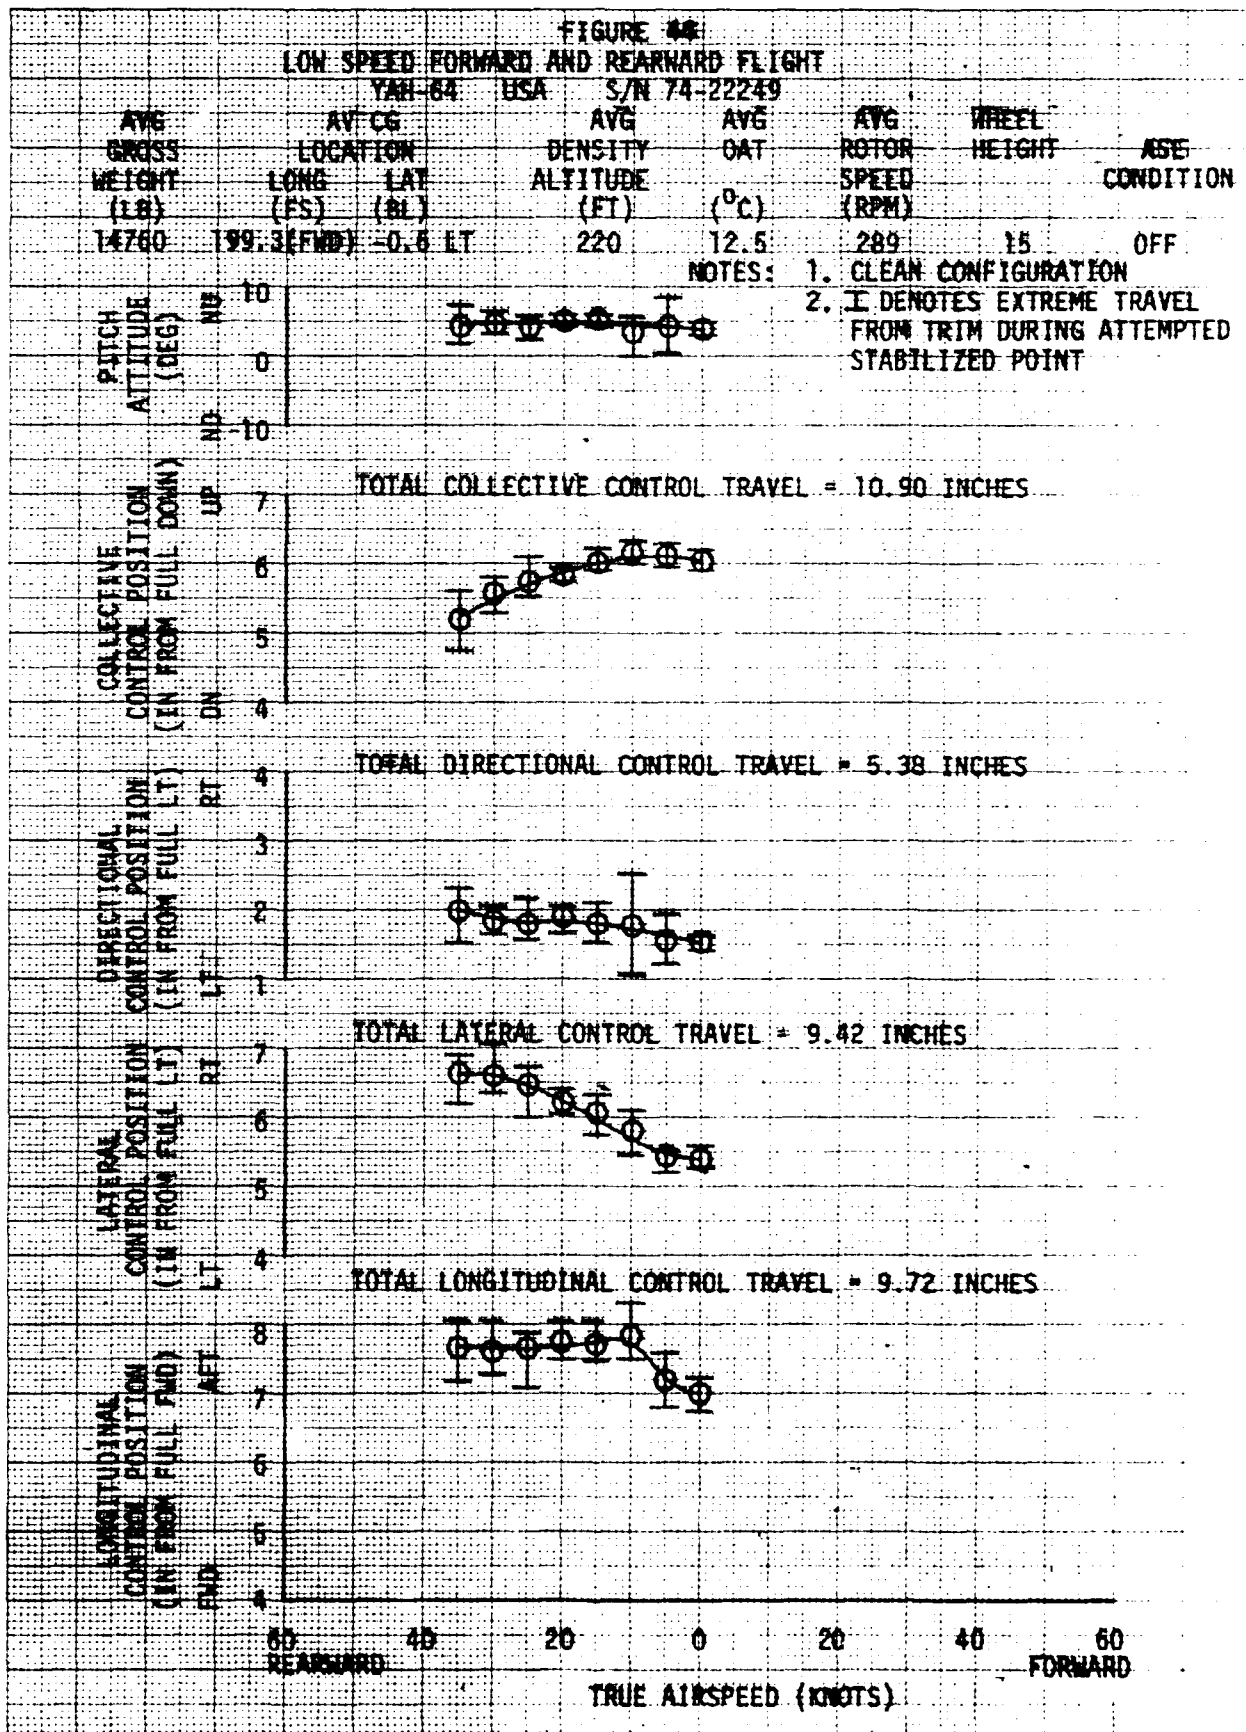 FIGURE 44
LOW SPEED FORWARD AND REARWARD FLIGHT
YAH-64 USA S/N 74-22249
AVG AV CG AVG AVG AVG WHEEL
GROSS LOCATION DENSITY OAT ROTOR HEIGHT ASE
WEIGHT LONG LAT ALTITUDE SPEED CONDITION
(LB) (FS) (BL) (FT) (°C) (RPM)
14760 199.3(FWD) -0.6 LT 220 12.5 289 15 OFF
NOTES: 1. CLEAN CONFIGURATION
2. I DENOTES EXTREME TRAVEL
FROM TRIM DURING ATTEMPTED
STABILIZED POINT
PITCH
ATTITUDE
(DEG)
ND NU
10
0
-10
TOTAL COLLECTIVE CONTROL TRAVEL = 10.90 INCHES
COLLECTIVE
CONTROL POSITION
(IN FROM FULL DOWN)
DN UP
7
6
5
4
TOTAL DIRECTIONAL CONTROL TRAVEL = 5.38 INCHES
DIRECTIONAL
CONTROL POSITION
(IN FROM FULL LT)
LT RT
4
3
2
1
TOTAL LATERAL CONTROL TRAVEL = 9.42 INCHES
LATERAL
CONTROL POSITION
(IN FROM FULL LT)
LT RT
7
6
5
4
TOTAL LONGITUDINAL CONTROL TRAVEL = 9.72 INCHES
LONGITUDINAL
CONTROL POSITION
(IN FROM FULL FWD)
FWD AFT
8
7
6
5
4
60 40 20 0 20 40 60
REARWARD FORWARD
TRUE AIRSPEED (KNOTS)